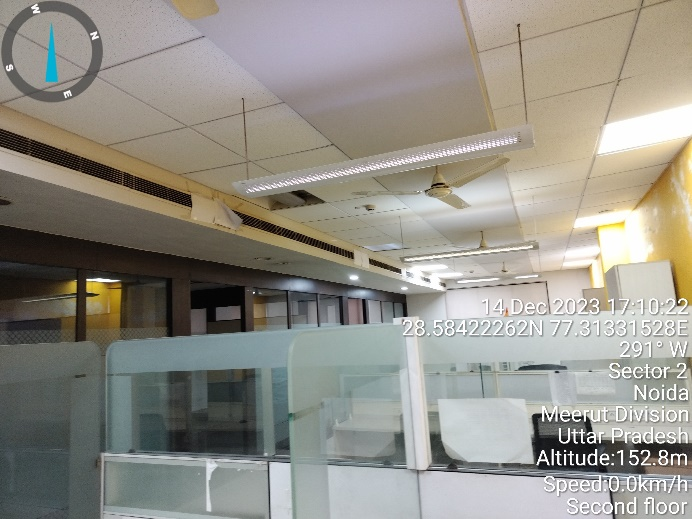 W
N
S
E
14 Dec 2023 17:10:22
28.58422262N 77.31331528E
291° W
Sector 2
Noida
Meerut Division
Uttar Pradesh
Altitude:152.8m
Speed:0.0km/h
Second floor